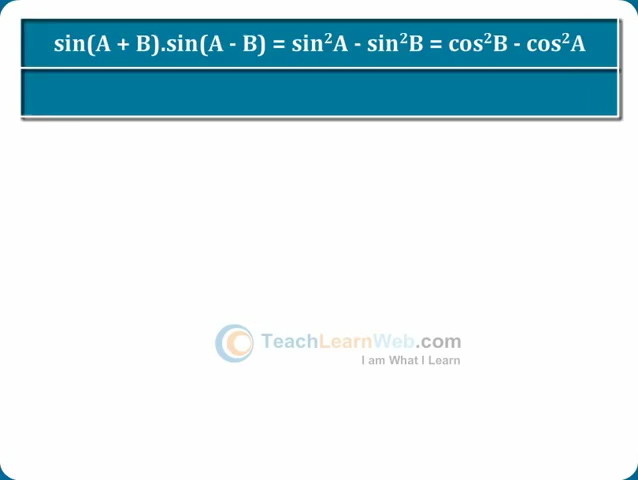 sin(A + B).sin(A - B) = sin²A - sin²B = cos²B - cos²A
TeachLearnWeb.com
I am What I Learn